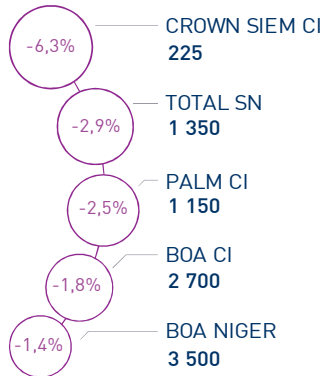 -6,3%
CROWN SIEM CI
225
-2,9%
TOTAL SN
1 350
-2,5%
PALM CI
1 150
-1,8%
BOA CI
2 700
-1,4%
BOA NIGER
3 500